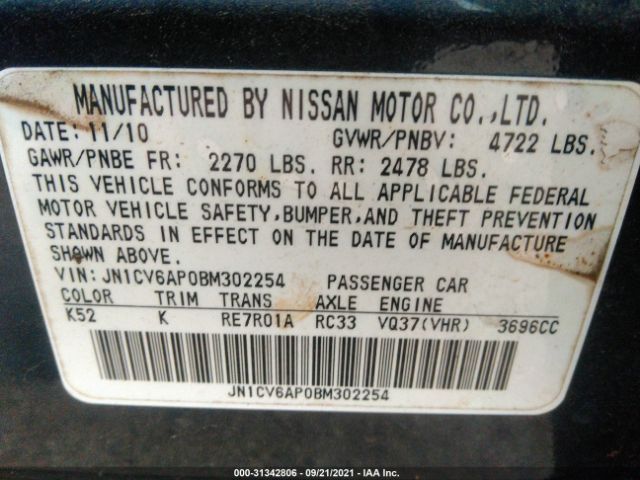 MANUFACTURED BY NISSAN MOTOR CO.,LTD.
DATE: 11/10 GVWR/PNBV: 4722 LBS.
GAWR/PNBE FR: 2270 LBS. RR: 2478 LBS.
THIS VEHICLE CONFORMS TO ALL APPLICABLE FEDERAL
MOTOR VEHICLE SAFETY,BUMPER,AND THEFT PREVENTION
STANDARDS IN EFFECT ON THE DATE OF MANUFACTURE
SHOWN ABOVE.
VIN:JN1CV6AP0BM302254 PASSENGER CAR
COLOR TRIM TRANS AXLE ENGINE
K52 K RE7R01A RC33 VQ37(VHR) 3696CC
JN1CV6AP0BM302254
000-31342806 - 09/21/2021 - IAA Inc.